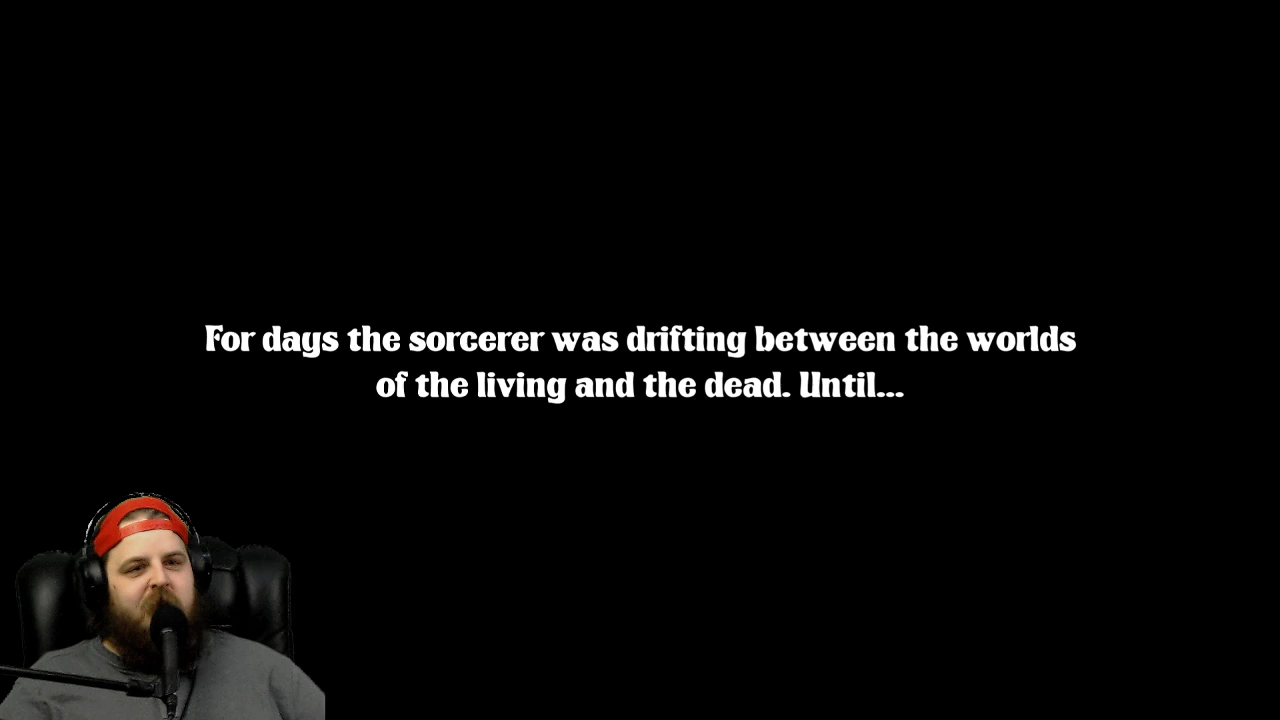 For days the sorcerer was drifting between the worlds
of the living and the dead. Until...